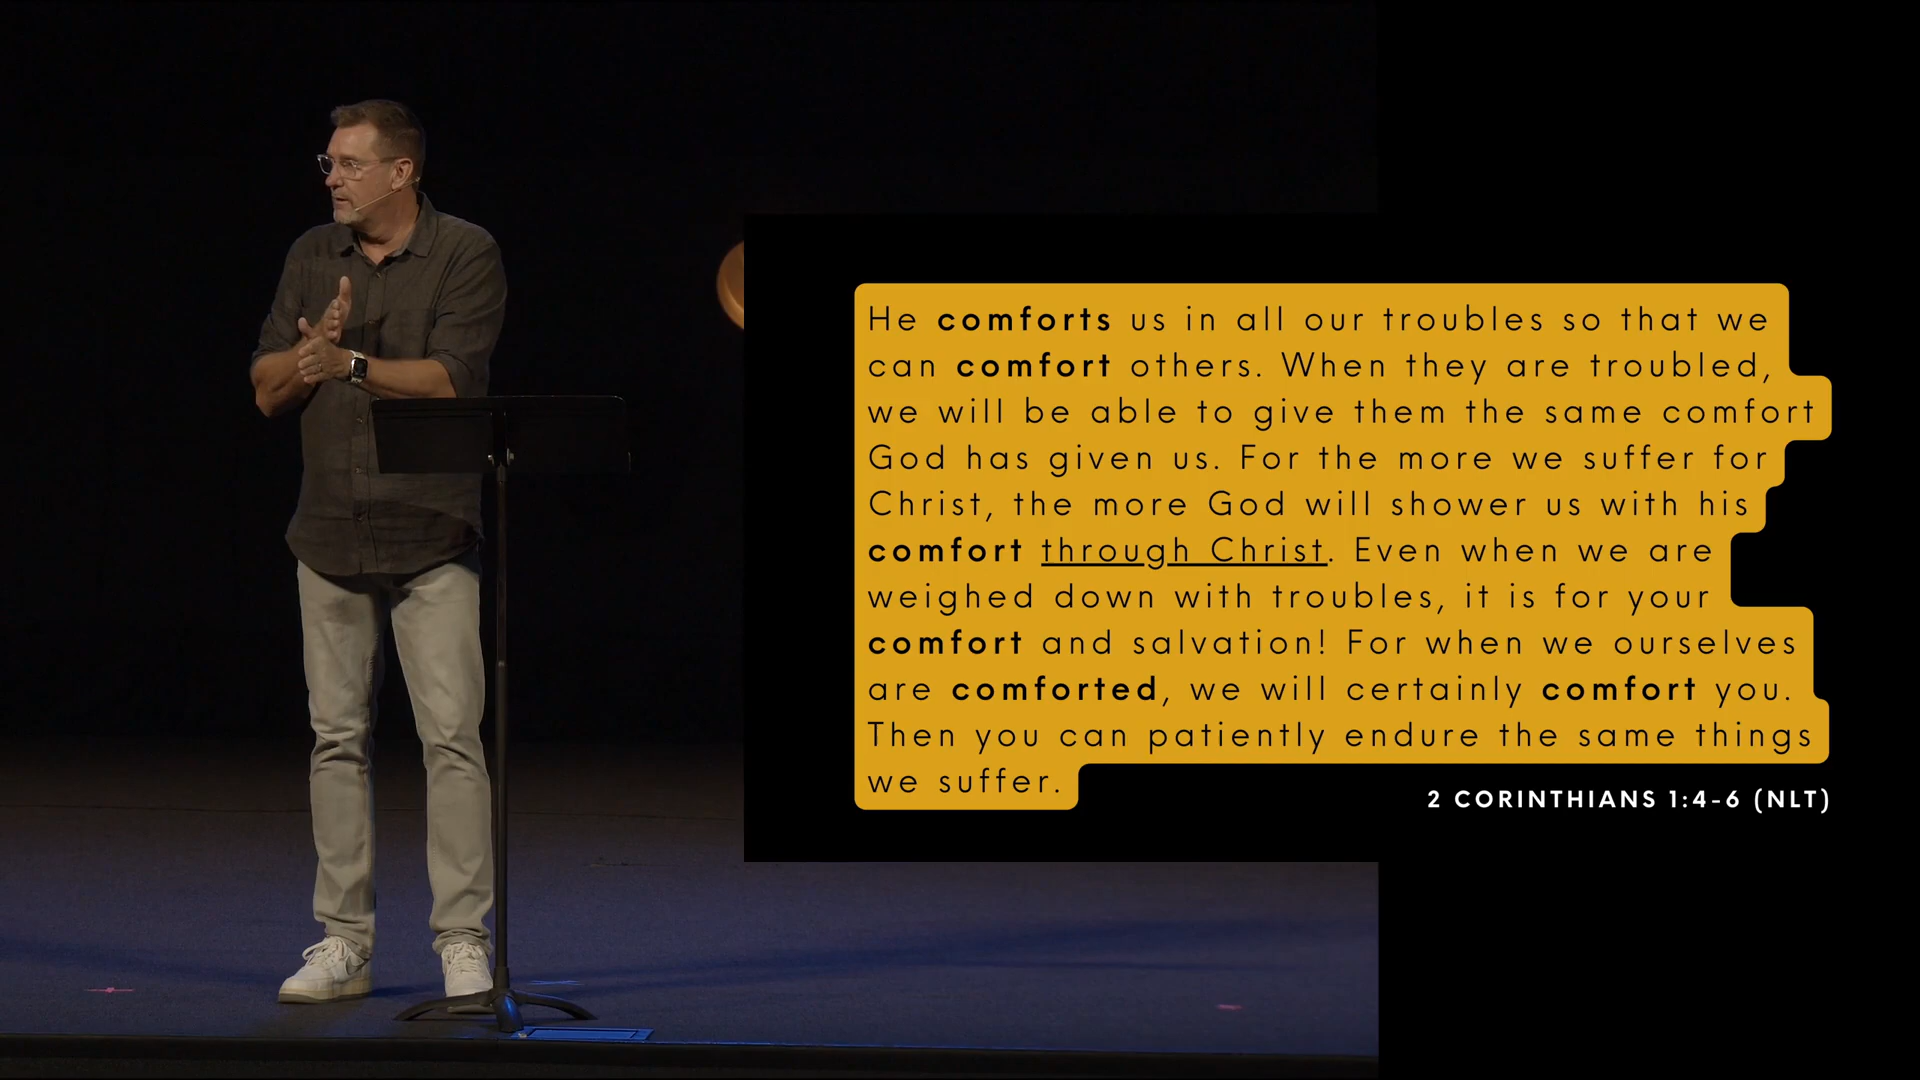 He comforts us in all our troubles so that we
can comfort others. When they are troubled,
we will be able to give them the same comfort
God has given us. For the more we suffer for
Christ, the more God will shower us with his
comfort through Christ. Even when we are
weighed down with troubles, it is for your
comfort and salvation! For when we ourselves
are comforted, we will certainly comfort you.
Then you can patiently endure the same things
we suffer.
2 CORINTHIANS 1:4-6 (NLT)